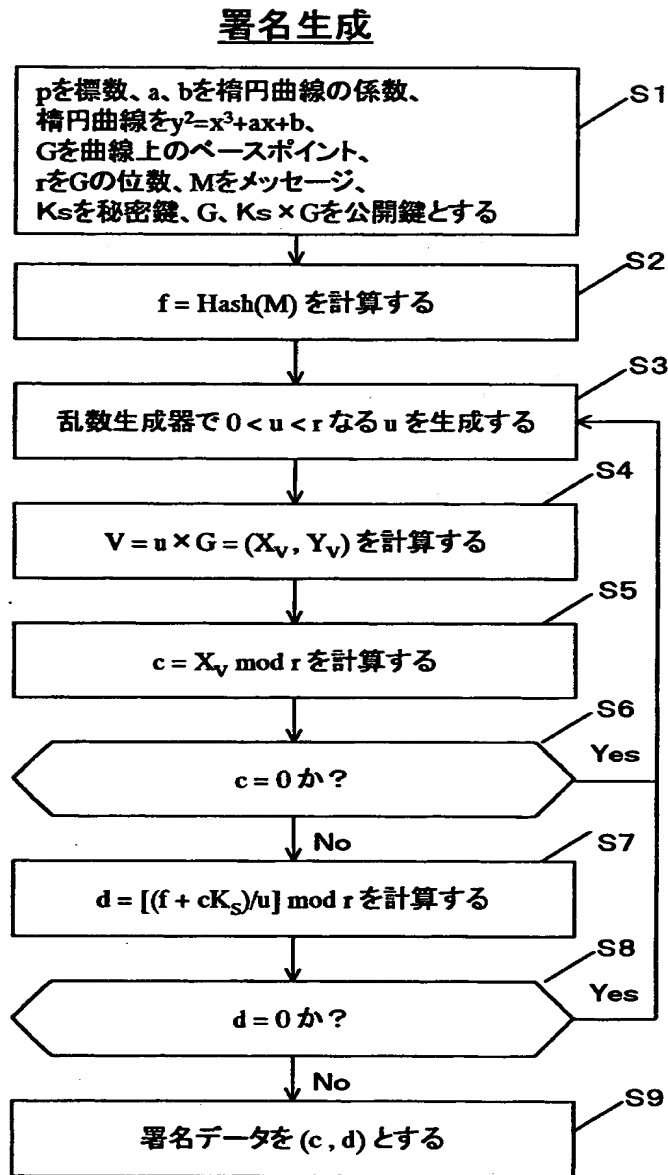 署名生成
S1
pを標数、a、bを楕円曲線の係数、
楕円曲線をy²=x³+ax+b、
Gを曲線上のベースポイント、
rをGの位数、Mをメッセージ、
Ksを秘密鍵、G、Ks×Gを公開鍵とする
S2
f = Hash(M) を計算する
S3
乱数生成器で 0 < u < r なる u を生成する
S4
V = u × G = (X_V, Y_V) を計算する
S5
c = X_V mod r を計算する
S6
c = 0 か?
Yes
No
S7
d = [(f + cK_S)/u] mod r を計算する
S8
d = 0 か?
Yes
No
S9
署名データを (c , d) とする